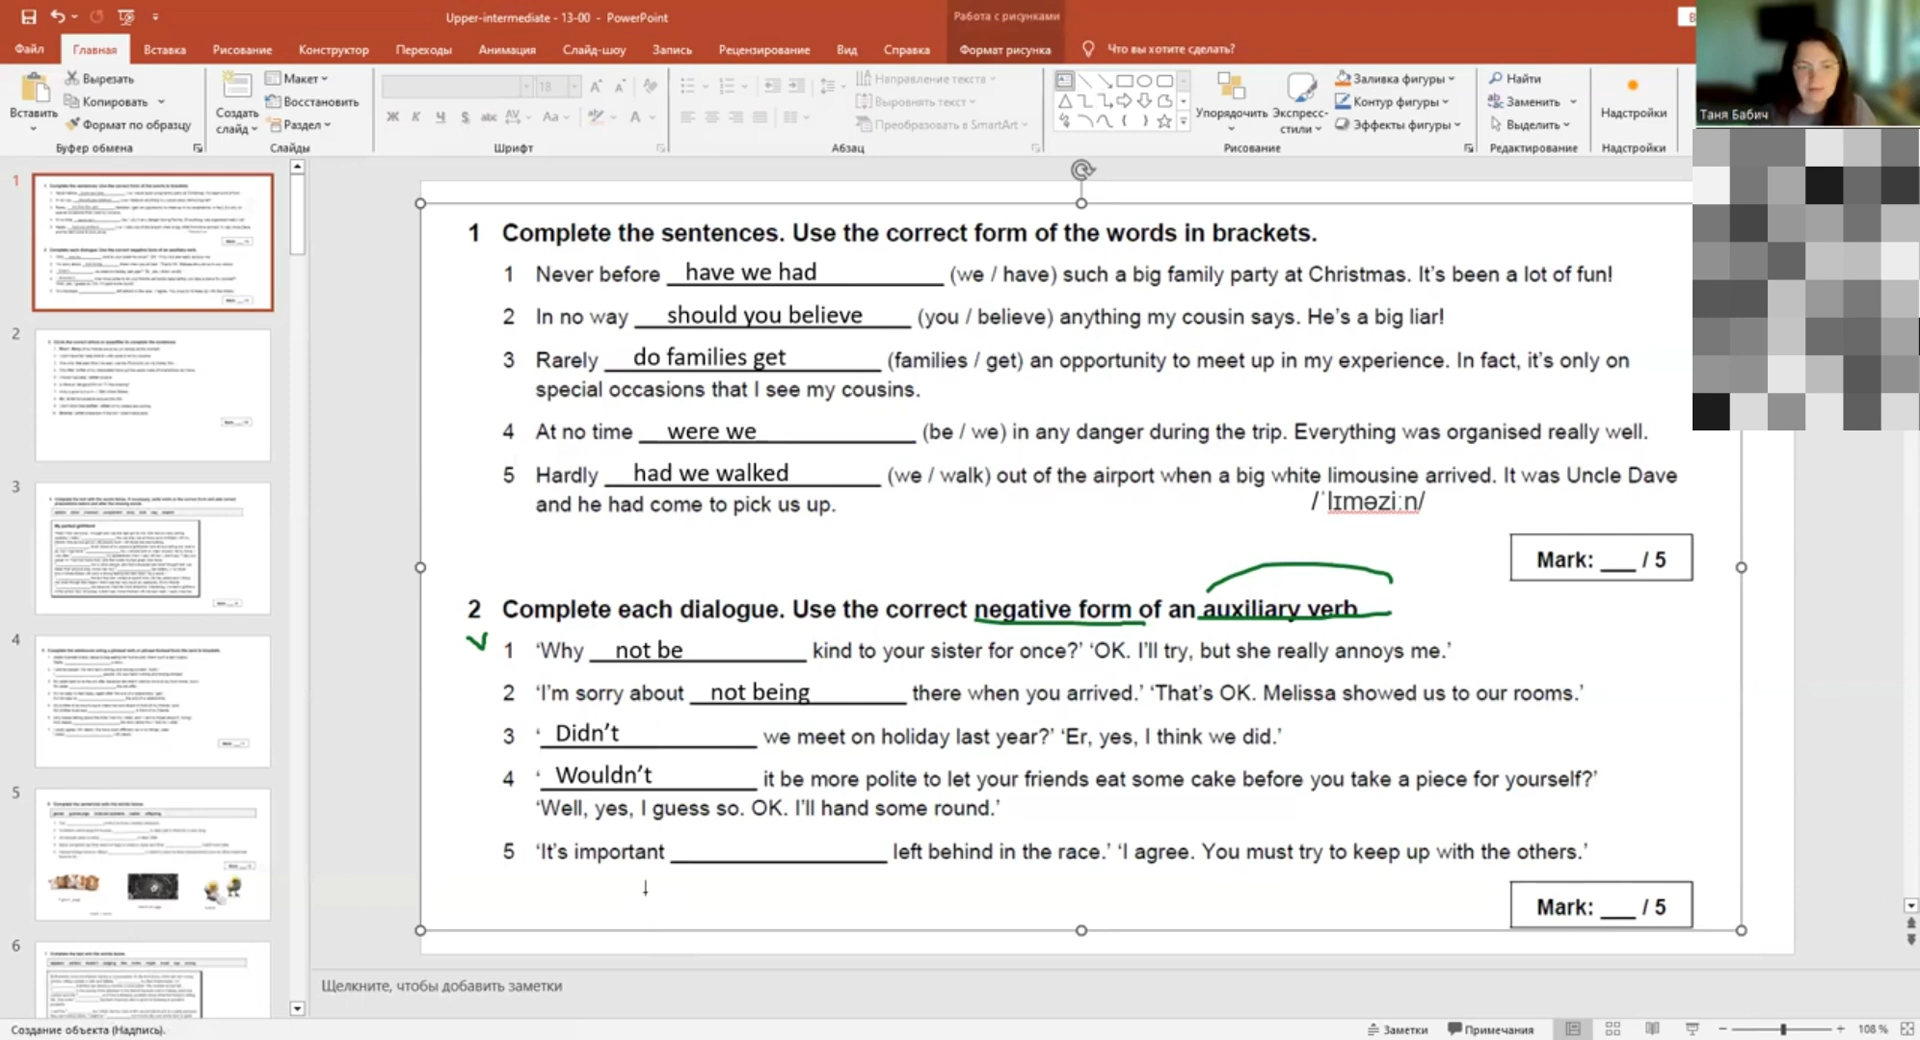 Upper-intermediate - 13-00 - PowerPoint
Работа с рисунками
Файл
Главная
Вставка
Рисование
Конструктор
Переходы
Анимация
Слайд-шоу
Запись
Рецензирование
Вид
Справка
Формат рисунка
Что вы хотите сделать?
Вставить
Вырезать
Копировать
Формат по образцу
Буфер обмена
Создать слайд
Макет
Восстановить
Раздел
Слайды
18
Ж К Ч S abc AV Aa А
Шрифт
Направление текста
Выровнять текст
Преобразовать в SmartArt
Абзац
Упорядочить
Экспресс-стили
Заливка фигуры
Контур фигуры
Эффекты фигуры
Рисование
Найти
Заменить
Выделить
Редактирование
Настройки
Настройки
Таня Бабич
1
2
3
4
5
6
1 Complete the sentences. Use the correct form of the words in brackets.
1 Never before have we had (we / have) such a big family party at Christmas. It’s been a lot of fun!
2 In no way should you believe (you / believe) anything my cousin says. He’s a big liar!
3 Rarely do families get (families / get) an opportunity to meet up in my experience. In fact, it’s only on
special occasions that I see my cousins.
4 At no time were we (be / we) in any danger during the trip. Everything was organised really well.
5 Hardly had we walked (we / walk) out of the airport when a big white limousine arrived. It was Uncle Dave
and he had come to pick us up. /ˈlɪməziːn/
Mark: ___ / 5
2 Complete each dialogue. Use the correct negative form of an auxiliary verb
1 ‘Why not be kind to your sister for once?’ ‘OK. I’ll try, but she really annoys me.’
2 ‘I’m sorry about not being there when you arrived.’ ‘That’s OK. Melissa showed us to our rooms.’
3 ‘ Didn’t we meet on holiday last year?’ ‘Er, yes, I think we did.’
4 ‘ Wouldn’t it be more polite to let your friends eat some cake before you take a piece for yourself?’
‘Well, yes, I guess so. OK. I’ll hand some round.’
5 ‘It’s important ____________ left behind in the race.’ ‘I agree. You must try to keep up with the others.’
Mark: ___ / 5
Щелкните, чтобы добавить заметки
Создание объекта (Надпись).
Заметки
Примечания
108 %